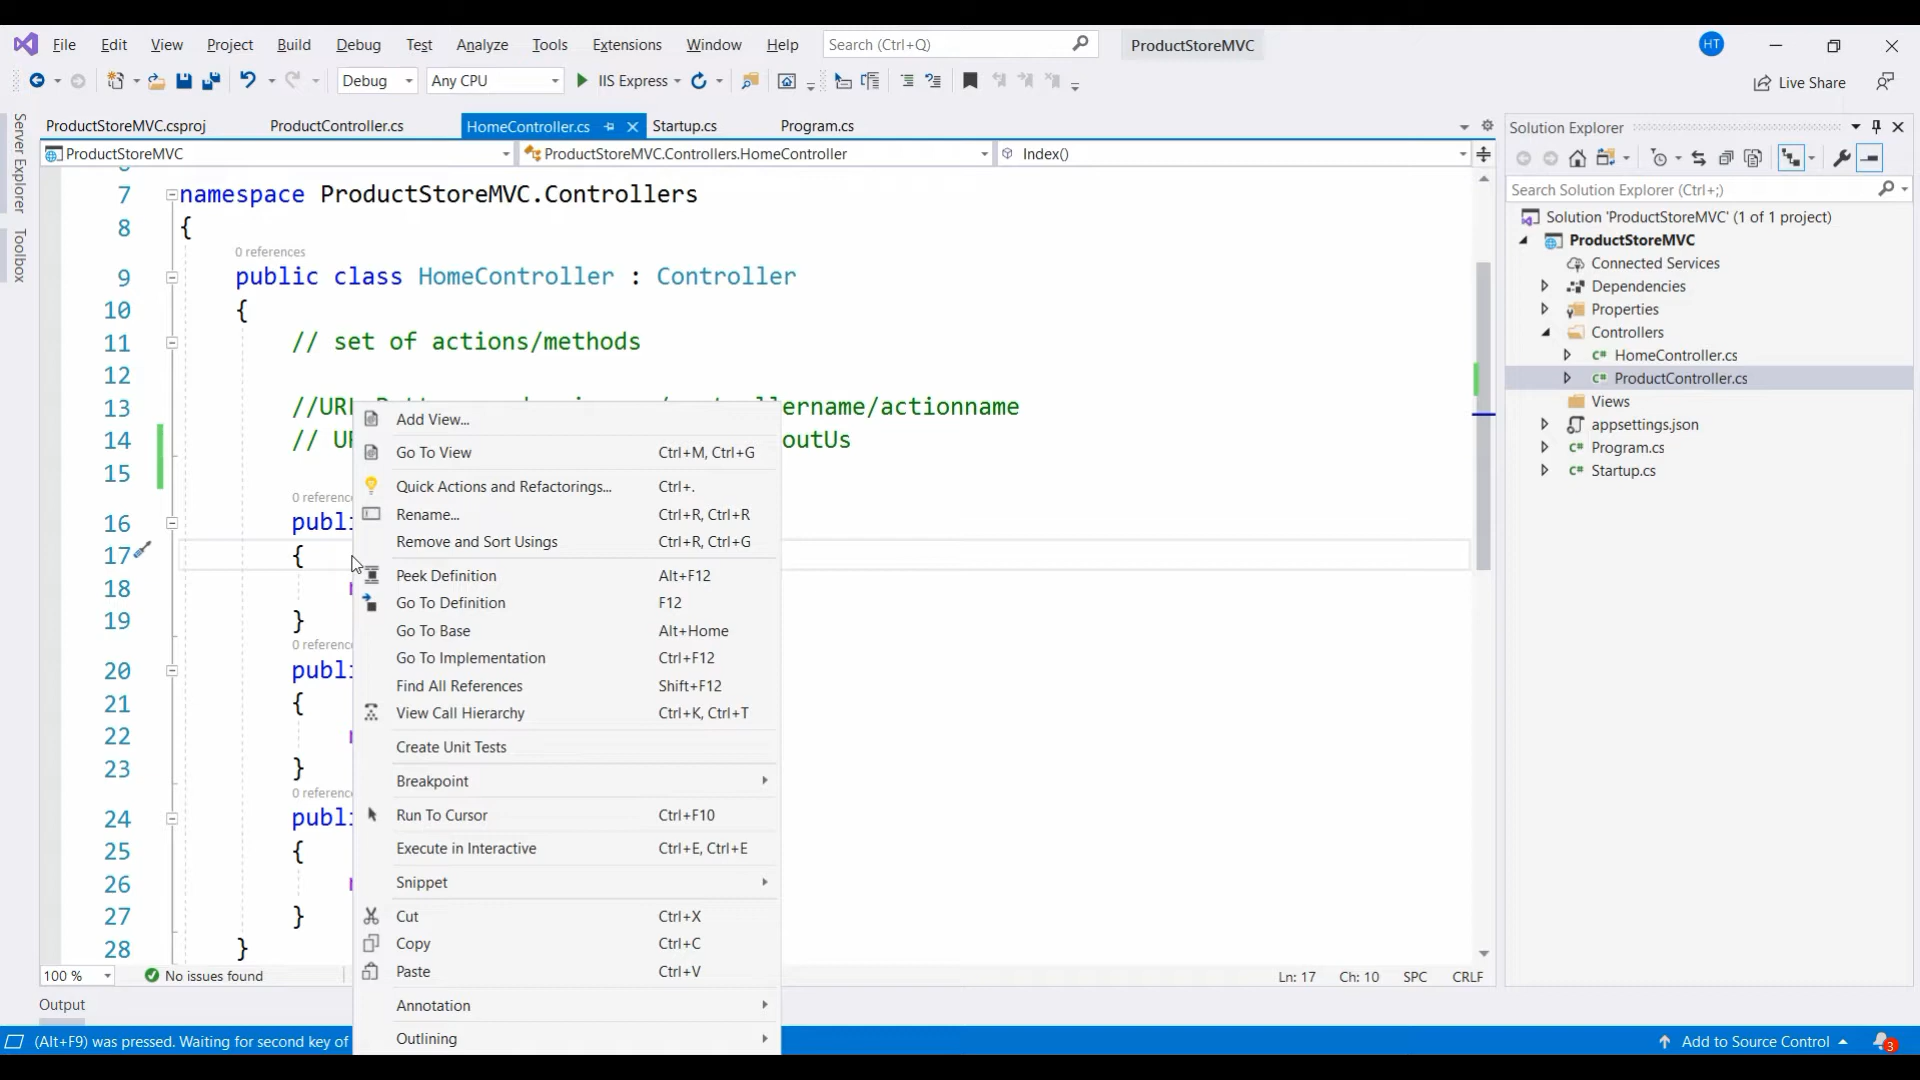 File Edit View Project Build Debug Test Analyze Tools Extensions Window Help Search (Ctrl+Q) ProductStoreMVC HT
Debug Any CPU IIS Express Live Share
Server Explorer
Toolbox
ProductStoreMVC.csproj ProductController.cs HomeController.cs Startup.cs Program.cs
ProductStoreMVC ProductStoreMVC.Controllers.HomeController Index()
7 namespace ProductStoreMVC.Controllers
8 {
0 references
9 public class HomeController : Controller
10 {
11 // set of actions/methods
12
13 //URL llername/actionname
14 // UR outUs
15
0 reference
16 publi
17 {
18
19 }
0 reference
20 publi
21 {
22
23 }
0 reference
24 publi
25 {
26
27 }
28 }
Add View...
Go To View Ctrl+M, Ctrl+G
Quick Actions and Refactorings... Ctrl+.
Rename... Ctrl+R, Ctrl+R
Remove and Sort Usings Ctrl+R, Ctrl+G
Peek Definition Alt+F12
Go To Definition F12
Go To Base Alt+Home
Go To Implementation Ctrl+F12
Find All References Shift+F12
View Call Hierarchy Ctrl+K, Ctrl+T
Create Unit Tests
Breakpoint
Run To Cursor Ctrl+F10
Execute in Interactive Ctrl+E, Ctrl+E
Snippet
Cut Ctrl+X
Copy Ctrl+C
Paste Ctrl+V
Annotation
Outlining
100 % No issues found Ln: 17 Ch: 10 SPC CRLF
Output
(Alt+F9) was pressed. Waiting for second key of Add to Source Control 3
Solution Explorer
Search Solution Explorer (Ctrl+;)
Solution 'ProductStoreMVC' (1 of 1 project)
ProductStoreMVC
Connected Services
Dependencies
Properties
Controllers
C# HomeController.cs
C# ProductController.cs
Views
appsettings.json
C# Program.cs
C# Startup.cs